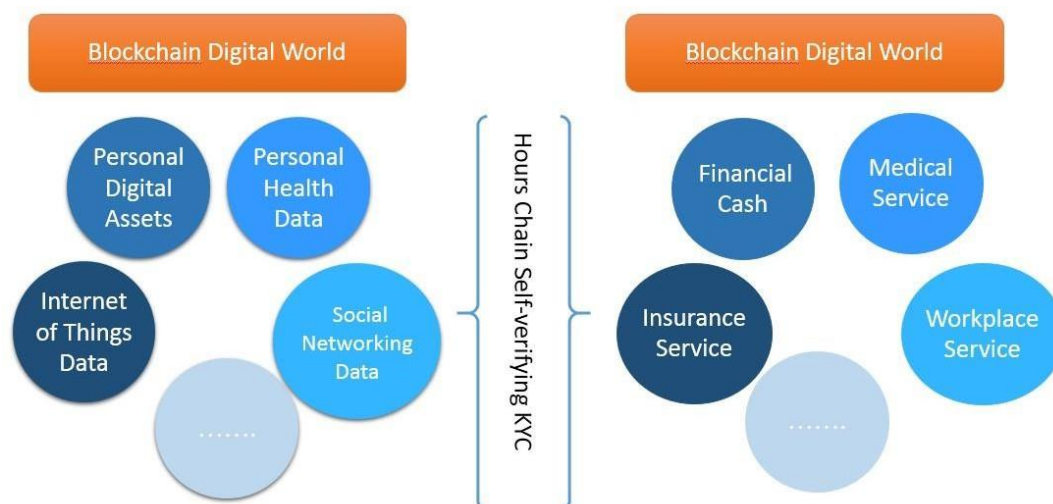 Blockchain Digital World
Personal
Digital
Assets
Personal
Health
Data
Internet
of Things
Data
Social
Networking
Data
.......
Hours Chain Self-verifying KYC
Blockchain Digital World
Financial
Cash
Medical
Service
Insurance
Service
Workplace
Service
.......